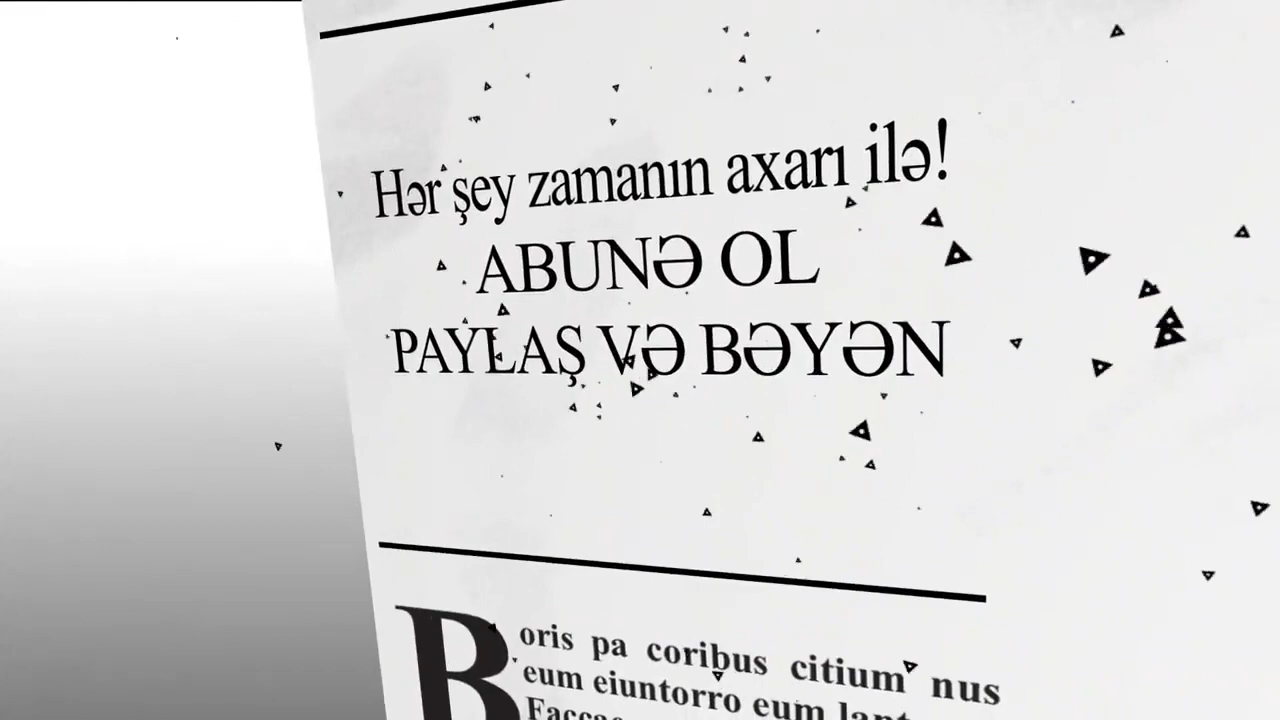 Hər şey zamanın axarı ilə!
ABUNƏ OL
PAYLAŞ VƏ BƏYƏN
Boris pa coribus citium nus
eum eiuntorro eum